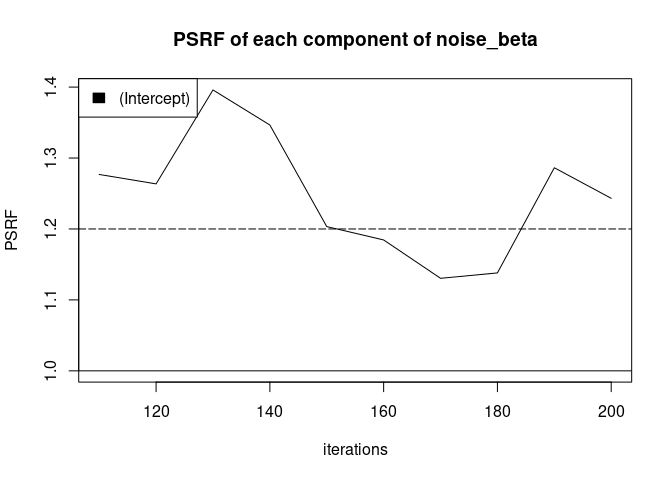 PSRF of each component of noise_beta
(Intercept)
PSRF
1.4
1.3
1.2
1.1
1.0
120 140 160 180 200
iterations